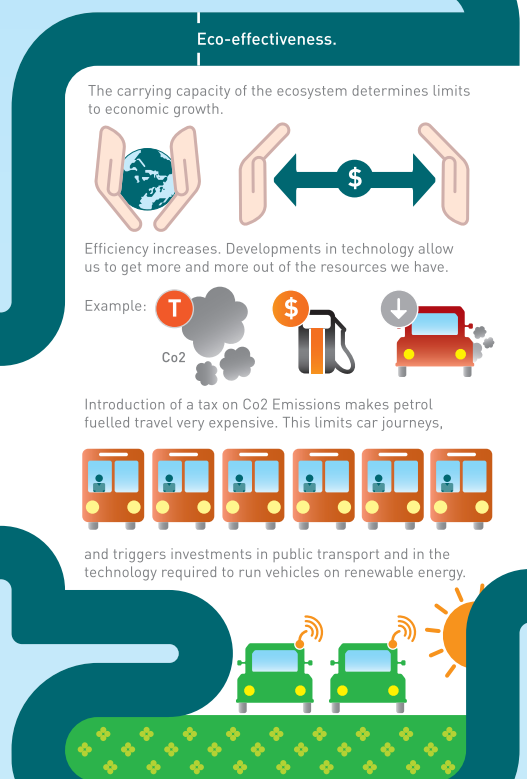 Eco-effectiveness.
The carrying capacity of the ecosystem determines limits
to economic growth.
$
Efficiency increases. Developments in technology allow
us to get more and more out of the resources we have.
Example:
T
$
Co2
Introduction of a tax on Co2 Emissions makes petrol
fuelled travel very expensive. This limits car journeys,
and triggers investments in public transport and in the
technology required to run vehicles on renewable energy.